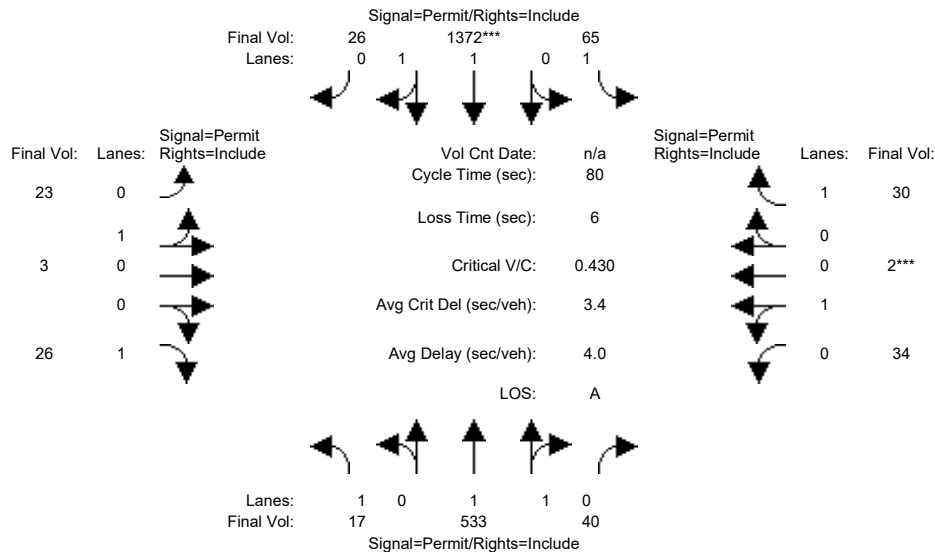 Signal=Permit/Rights=Include
Final Vol: 26 1372*** 65
Lanes: 0 1 1 0 1
Signal=Permit
Final Vol: Lanes: Rights=Include
Vol Cnt Date: n/a
Signal=Permit
Rights=Include Lanes: Final Vol:
Cycle Time (sec): 80
23 0
1 30
Loss Time (sec): 6
1
0
3 0
Critical V/C: 0.430
0 2***
0
Avg Crit Del (sec/veh): 3.4
1
26 1
Avg Delay (sec/veh): 4.0
0 34
LOS: A
Lanes: 1 0 1 1 0
Final Vol: 17 533 40
Signal=Permit/Rights=Include